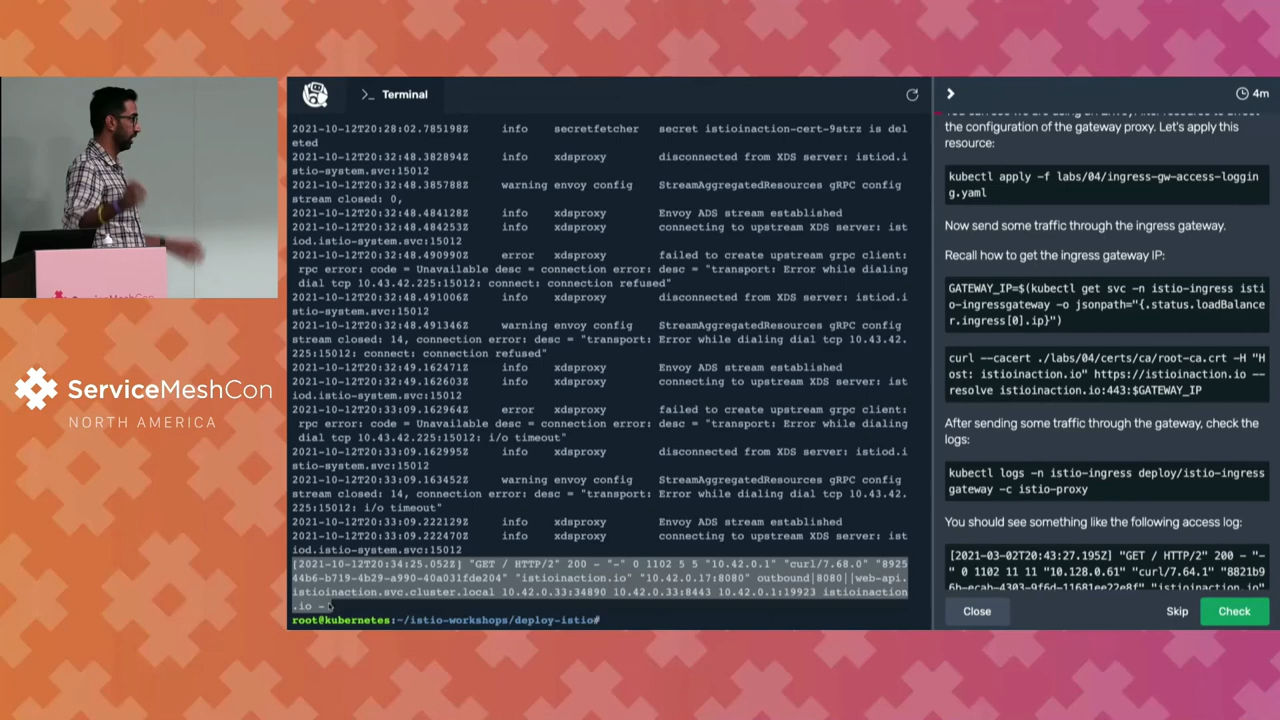 ServiceMeshCon
NORTH AMERICA
Terminal
2021-10-12T20:28:02.785198Z info secretfetcher secret istioinaction-cert-9strz is del
eted
2021-10-12T20:32:48.382894Z info xdsproxy disconnected from XDS server: istiod.i
stio-system.svc:15012
2021-10-12T20:32:48.385788Z warning envoy config StreamAggregatedResources gRPC config
stream closed: 0,
2021-10-12T20:32:48.484128Z info xdsproxy Envoy ADS stream established
2021-10-12T20:32:48.484253Z info xdsproxy connecting to upstream XDS server: ist
iod.istio-system.svc:15012
2021-10-12T20:32:48.490990Z error xdsproxy failed to create upstream grpc client:
rpc error: code = Unavailable desc = connection error: desc = "transport: Error while dialing
dial tcp 10.43.42.225:15012: connect: connection refused"
2021-10-12T20:32:48.491006Z info xdsproxy disconnected from XDS server: istiod.i
stio-system.svc:15012
2021-10-12T20:32:48.491346Z warning envoy config StreamAggregatedResources gRPC config
stream closed: 14, connection error: desc = "transport: Error while dialing dial tcp 10.43.42.
225:15012: connect: connection refused"
2021-10-12T20:32:49.162471Z info xdsproxy Envoy ADS stream established
2021-10-12T20:32:49.162603Z info xdsproxy connecting to upstream XDS server: ist
iod.istio-system.svc:15012
2021-10-12T20:33:09.162964Z error xdsproxy failed to create upstream grpc client:
rpc error: code = Unavailable desc = connection error: desc = "transport: Error while dialing
dial tcp 10.43.42.225:15012: i/o timeout"
2021-10-12T20:33:09.162995Z info xdsproxy disconnected from XDS server: istiod.i
stio-system.svc:15012
2021-10-12T20:33:09.163452Z warning envoy config StreamAggregatedResources gRPC config
stream closed: 14, connection error: desc = "transport: Error while dialing dial tcp 10.43.42.
225:15012: i/o timeout"
2021-10-12T20:33:09.222129Z info xdsproxy Envoy ADS stream established
2021-10-12T20:33:09.222470Z info xdsproxy connecting to upstream XDS server: ist
iod.istio-system.svc:15012
[2021-10-12T20:34:25.052Z] "GET / HTTP/2" 200 - "-" 0 1102 5 5 "10.42.0.1" "curl/7.68.0" "8925
44b6-b719-4b29-a990-40a031fde204" "istioinaction.io" "10.42.0.17:8080" outbound|8080||web-api.
istioinaction.svc.cluster.local 10.42.0.33:34890 10.42.0.33:8443 10.42.0.1:19923 istioinaction
.io -
root@kubernetes:~/istio-workshops/deploy-istio#
4m
the configuration of the gateway proxy. Let's apply this
resource:
kubectl apply -f labs/04/ingress-gw-access-loggin
g.yaml
Now send some traffic through the ingress gateway.
Recall how to get the ingress gateway IP:
GATEWAY_IP=$(kubectl get svc -n istio-ingress isti
o-ingressgateway -o jsonpath="{.status.loadBalance
r.ingress[0].ip}")
curl --cacert ./labs/04/certs/ca/root-ca.crt -H "H
ost: istioinaction.io" https://istioinaction.io --
resolve istioinaction.io:443:$GATEWAY_IP
After sending some traffic through the gateway, check the
logs:
kubectl logs -n istio-ingress deploy/istio-ingress
gateway -c istio-proxy
You should see something like the following access log:
[2021-03-02T20:43:27.195Z] "GET / HTTP/2" 200 - "-
" 0 1102 11 11 "10.128.0.61" "curl/7.64.1" "8821b9
Close
Skip
Check